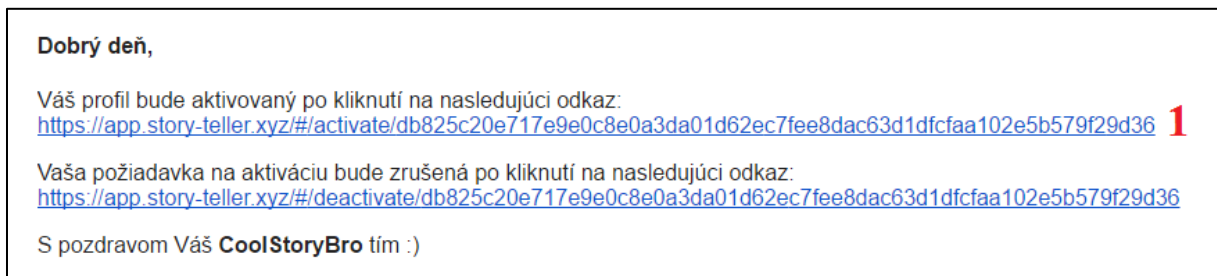 Dobrý deň,
Váš profil bude aktivovaný po kliknutí na nasledujúci odkaz:
https://app.story-teller.xyz/#/activate/db825c20e717e9e0c8e0a3da01d62ec7fee8dac63d1dfcfaa102e5b579f29d36 1
Vaša požiadavka na aktiváciu bude zrušená po kliknutí na nasledujúci odkaz:
https://app.story-teller.xyz/#/deactivate/db825c20e717e9e0c8e0a3da01d62ec7fee8dac63d1dfcfaa102e5b579f29d36
S pozdravom Váš CoolStoryBro tím :)